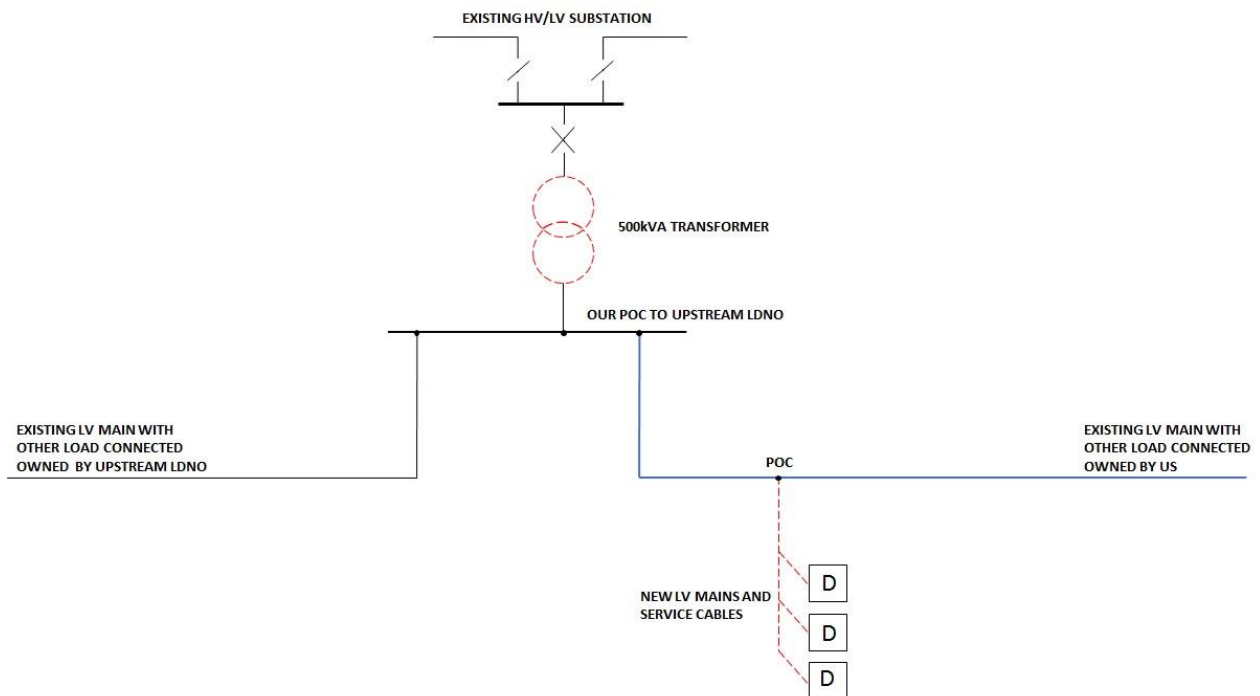 EXISTING HV/LV SUBSTATION
500kVA TRANSFORMER
OUR POC TO UPSTREAM LDNO
EXISTING LV MAIN WITH
OTHER LOAD CONNECTED
OWNED BY UPSTREAM LDNO
POC
EXISTING LV MAIN WITH
OTHER LOAD CONNECTED
OWNED BY US
NEW LV MAINS AND
SERVICE CABLES
D
D
D